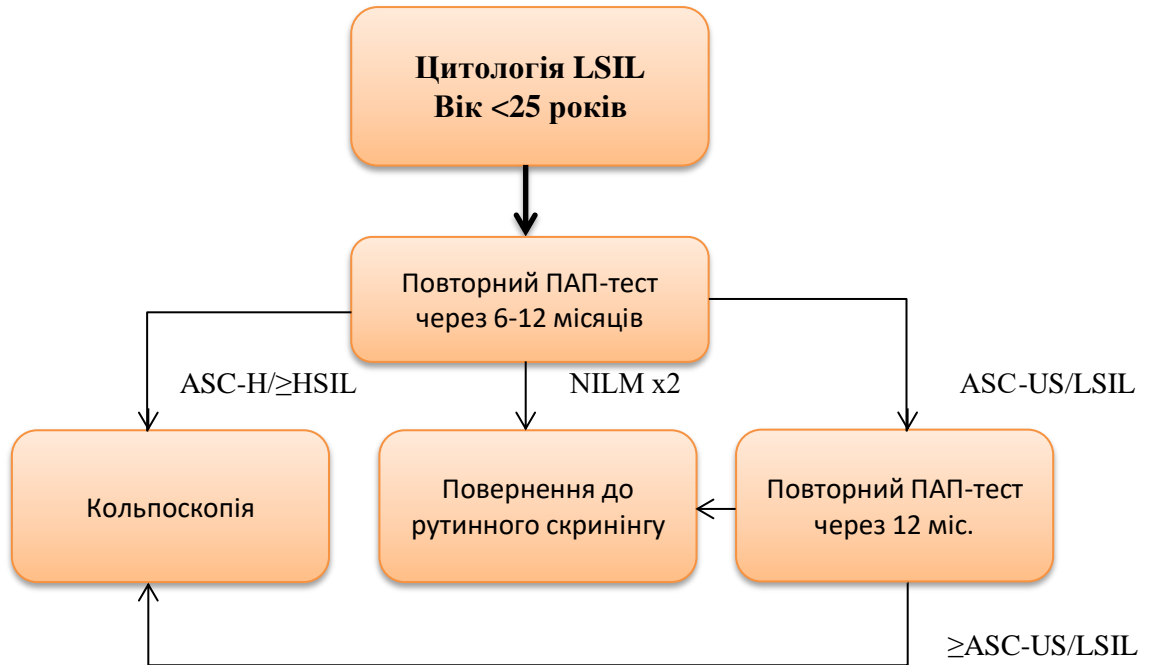 Цитологія LSIL
Вік <25 років
Повторний ПАП-тест
через 6-12 місяців
ASC-H/≥HSIL
NILM x2
ASC-US/LSIL
Кольпоскопія
Повернення до
рутинного скринінгу
Повторний ПАП-тест
через 12 міс.
≥ASC-US/LSIL